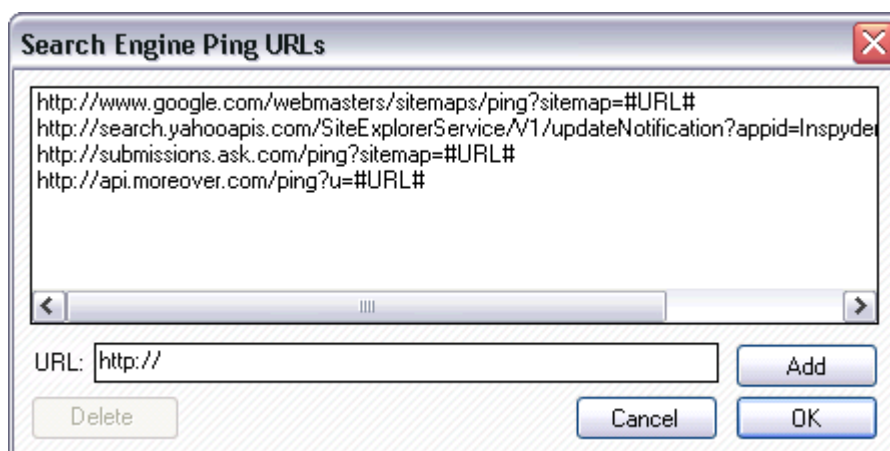 Search Engine Ping URLs
http://www.google.com/webmasters/sitemaps/ping?sitemap=#URL#
http://search.yahooapis.com/SiteExplorerService/V1/updateNotification?appid=Inspyder
http://submissions.ask.com/ping?sitemap=#URL#
http://api.moreover.com/ping?u=#URL#
URL: http:// Add
Delete Cancel OK